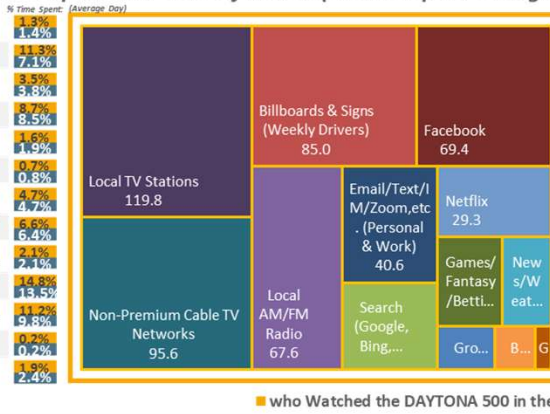 % Time Spent: (Average Day)
1.3%
1.4%
11.3%
7.1%
3.5%
3.8%
8.7%
8.5%
1.6%
1.9%
0.7%
0.8%
4.7%
4.7%
6.6%
6.4%
2.1%
2.1%
14.8%
13.5%
11.2%
9.8%
0.2%
0.2%
1.9%
2.4%
Local TV Stations
119.8
Non-Premium Cable TV
Networks
95.6
Billboards & Signs
(Weekly Drivers)
85.0
Facebook
69.4
Local
AM/FM
Radio
67.6
Email/Text/I
M/Zoom,etc
. (Personal
& Work)
40.6
Search
(Google,
Bing,...
Netflix
29.3
Games/
Fantasy
/Betti...
New
s/W
eat...
Gro...
B...
G
who Watched the DAYTONA 500 in the